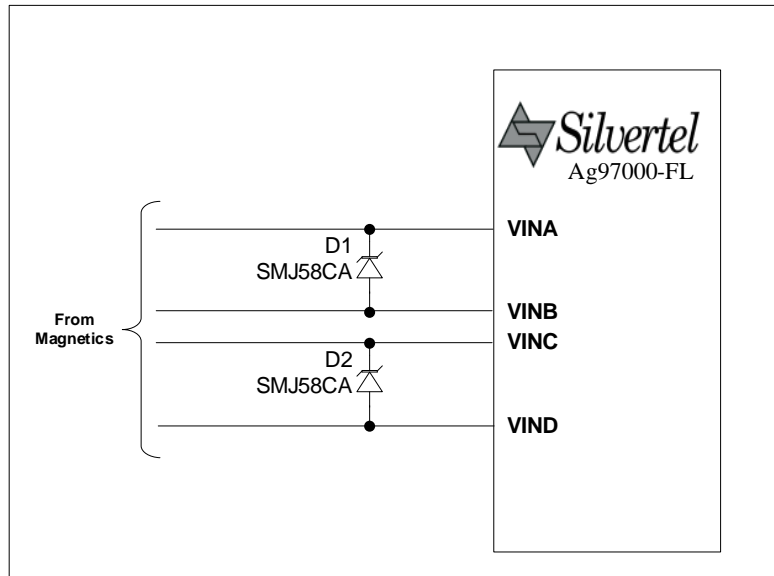 Silvertel
Ag97000-FL
VINA
D1
SMJ58CA
VINB
From
Magnetics
VINC
D2
SMJ58CA
VIND